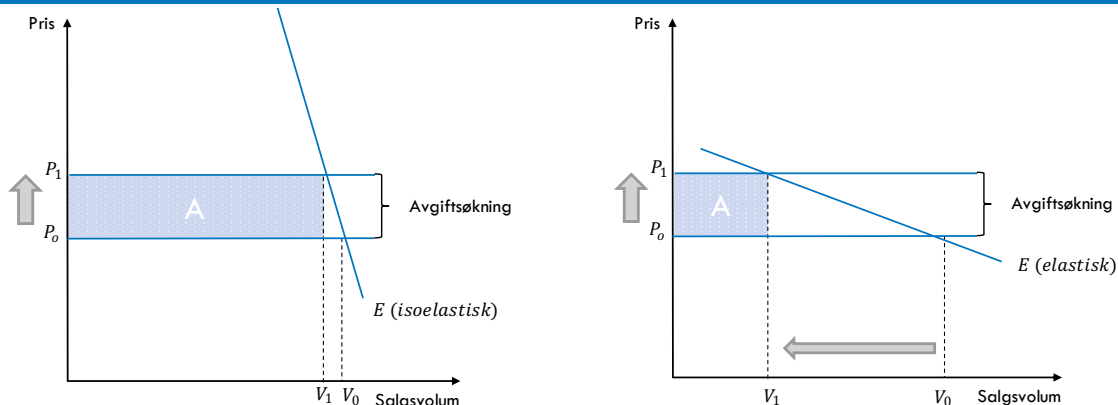 Pris
P₁
A
Avgiftsøkning
Pₒ
E (isoelastisk)
V₁ V₀ Salgsvolum
Pris
P₁
A
Avgiftsøkning
Pₒ
E (elastisk)
V₁ V₀ Salgsvolum